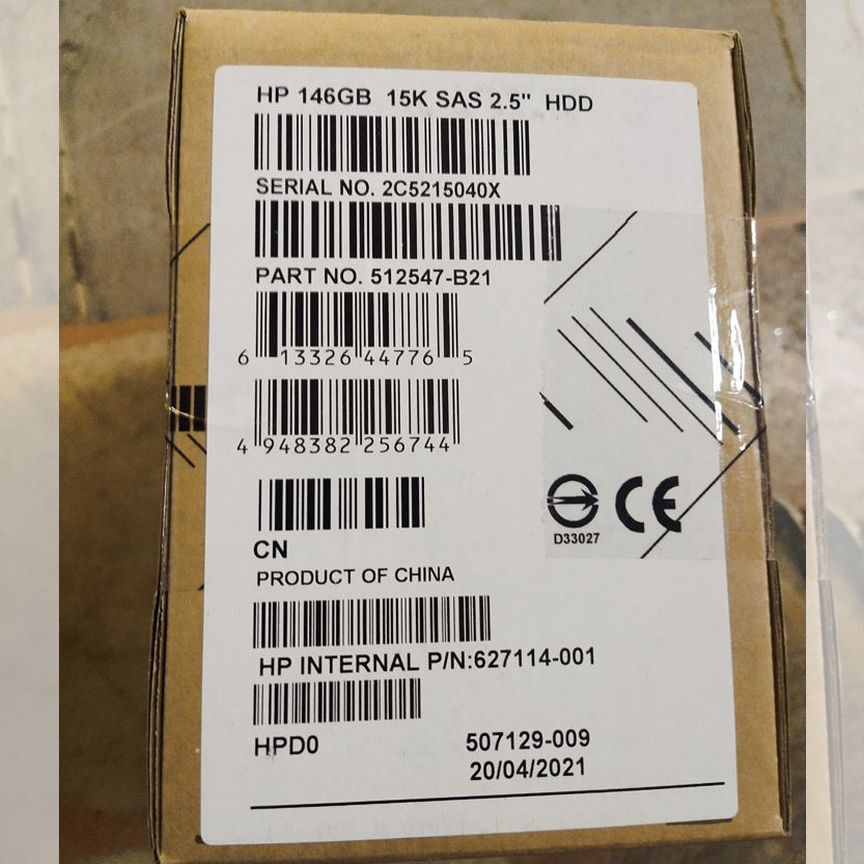 HP 146GB 15K SAS 2.5" HDD
SERIAL NO. 2C5215040X
PART NO. 512547-B21
6 13326 44776 5
4 948382 256744
CE
D33027
CN
PRODUCT OF CHINA
HP INTERNAL P/N:627114-001
HPD0 507129-009
20/04/2021